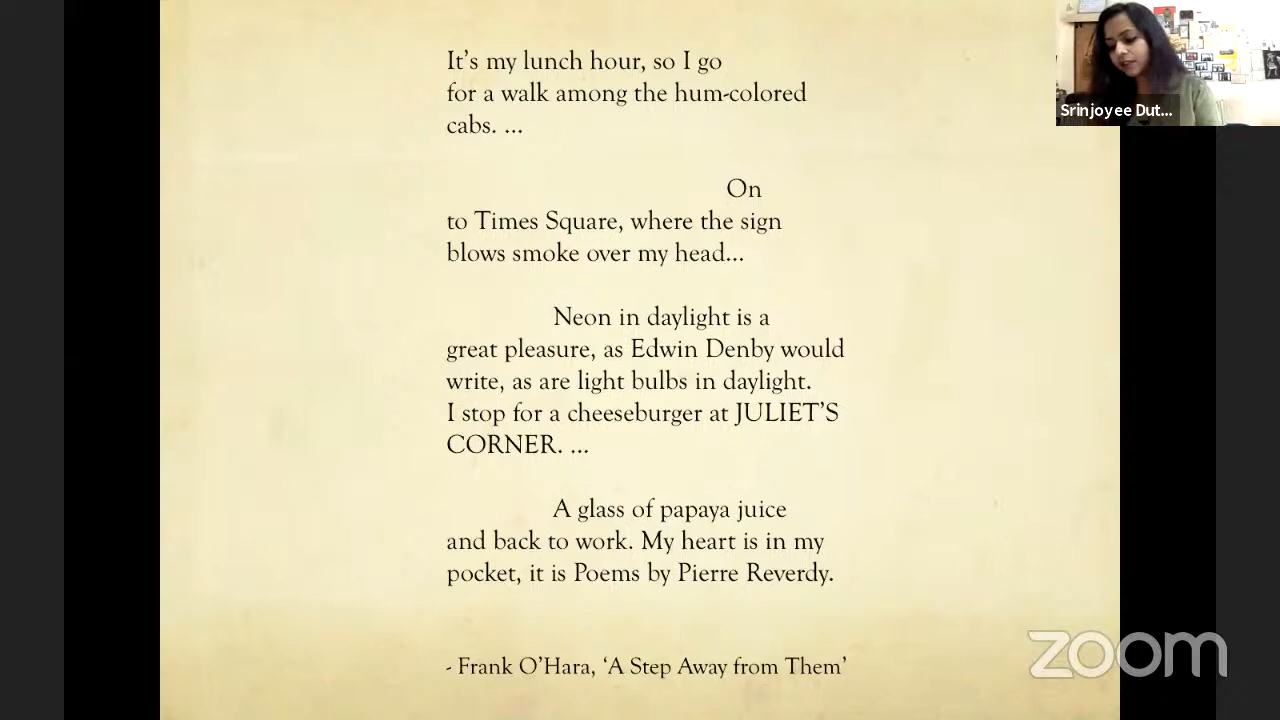 It's my lunch hour, so I go
for a walk among the hum-colored
cabs. ...
On
to Times Square, where the sign
blows smoke over my head...
Neon in daylight is a
great pleasure, as Edwin Denby would
write, as are light bulbs in daylight.
I stop for a cheeseburger at JULIET'S
CORNER. ...
A glass of papaya juice
and back to work. My heart is in my
pocket, it is Poems by Pierre Reverdy.
- Frank O'Hara, 'A Step Away from Them'
Srinjoyee Dut...
zoom